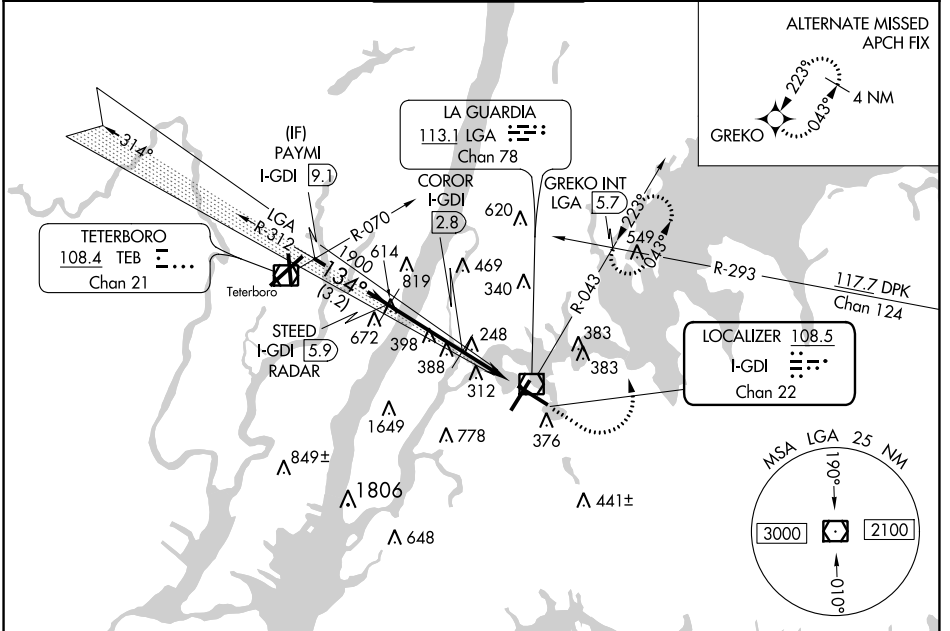 ALTERNATE MISSED
APCH FIX
223°
043°
4 NM
GREKO
LA GUARDIA
113.1 LGA
Chan 78
(IF)
PAYMI
I-GDI 9.1
314°
LGA
R-312
R-070
1900
134°
(3.2)
COROR
I-GDI
2.8
GREKO INT
LGA 5.7
223°
043°
549
620
R-293
117.7 DPK
Chan 124
R-043
TETERBORO
108.4 TEB
Chan 21
Teterboro
614
819
469
340
STEED
I-GDI 5.9
RADAR
672
398
388
248
312
383
383
LOCALIZER 108.5
I-GDI
Chan 22
376
1649
778
849±
1806
441±
648
MSA LGA 25 NM
190°
3000
2100
010°